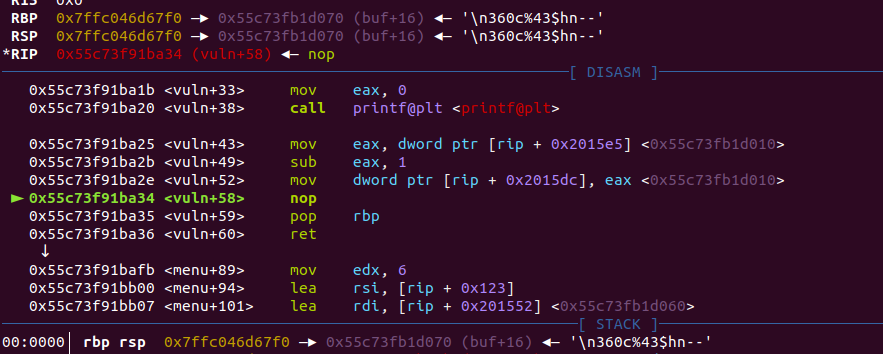 RIS 0x0
RBP 0x7ffc046d67f0 —▸ 0x55c73fb1d070 (buf+16) ◂— '\n360c%43$hn--'
RSP 0x7ffc046d67f0 —▸ 0x55c73fb1d070 (buf+16) ◂— '\n360c%43$hn--'
*RIP 0x55c73f91ba34 (vuln+58) ◂— nop
[ DISASM ]
0x55c73f91ba1b <vuln+33> mov eax, 0
0x55c73f91ba20 <vuln+38> call printf@plt <printf@plt>
0x55c73f91ba25 <vuln+43> mov eax, dword ptr [rip + 0x2015e5] <0x55c73fb1d010>
0x55c73f91ba2b <vuln+49> sub eax, 1
0x55c73f91ba2e <vuln+52> mov dword ptr [rip + 0x2015dc], eax <0x55c73fb1d010>
► 0x55c73f91ba34 <vuln+58> nop
0x55c73f91ba35 <vuln+59> pop rbp
0x55c73f91ba36 <vuln+60> ret
↓
0x55c73f91bafb <menu+89> mov edx, 6
0x55c73f91bb00 <menu+94> lea rsi, [rip + 0x123]
0x55c73f91bb07 <menu+101> lea rdi, [rip + 0x201552] <0x55c73fb1d060>
[ STACK ]
00:0000│ rbp rsp 0x7ffc046d67f0 —▸ 0x55c73fb1d070 (buf+16) ◂— '\n360c%43$hn--'